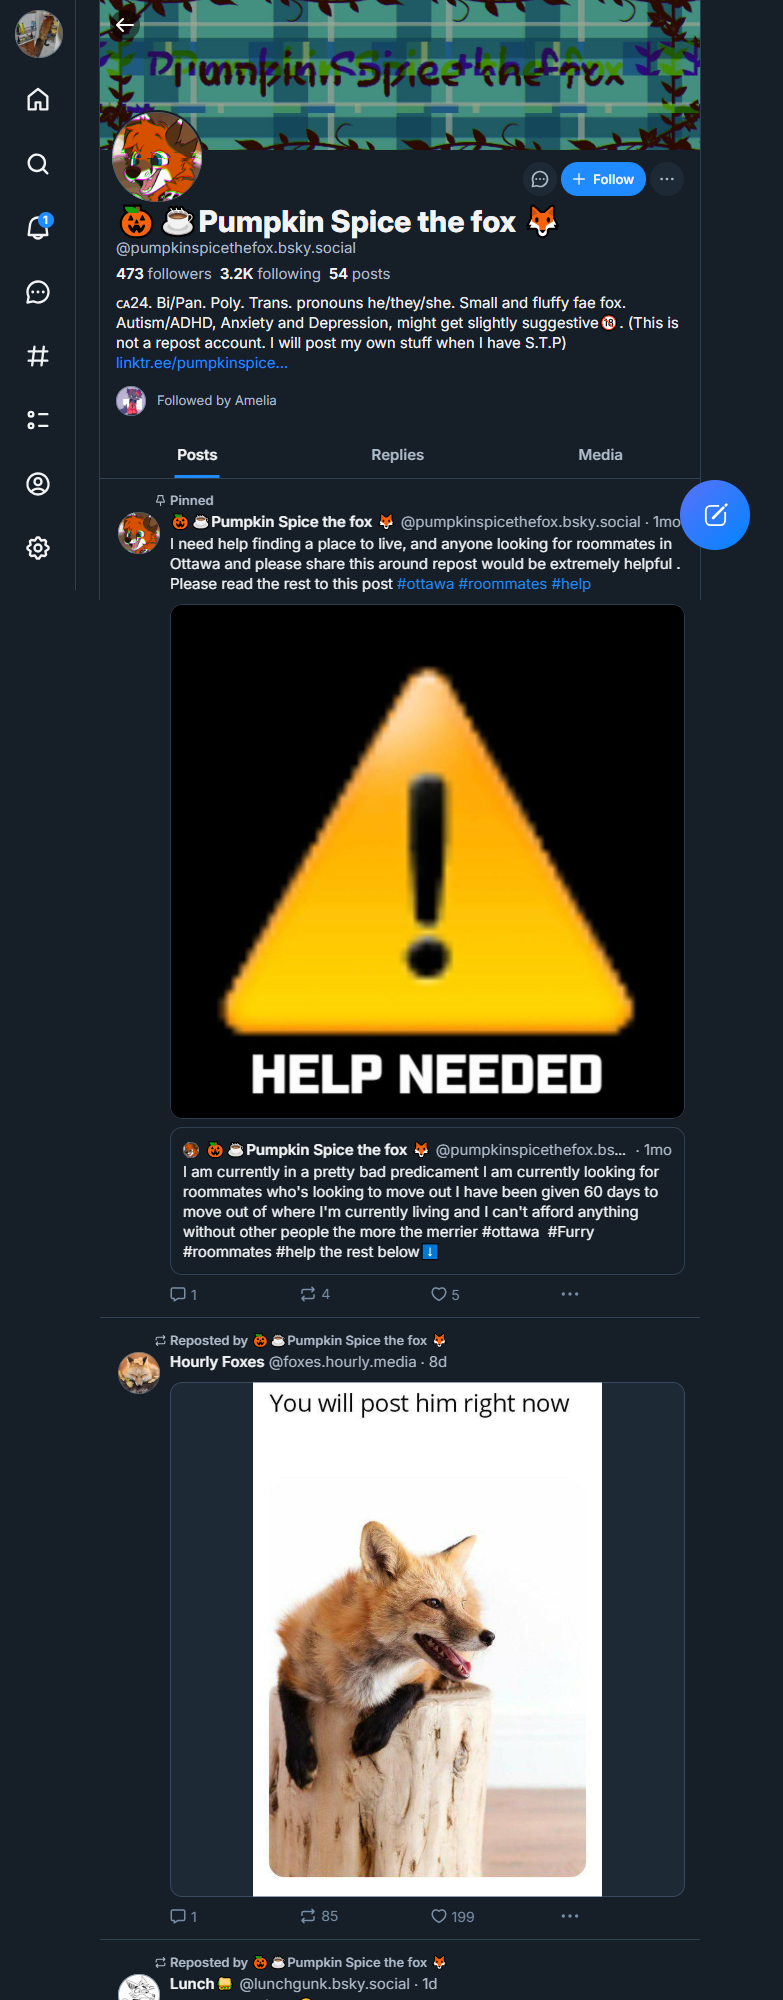 Pumpkin Spice the fox
1
Follow
🎃 ☕ Pumpkin Spice the fox 🦊
@pumpkinspicethefox.bsky.social
473 followers 3.2K following 54 posts
CA24. Bi/Pan. Poly. Trans. pronouns he/they/she. Small and fluffy fae fox.
Autism/ADHD, Anxiety and Depression, might get slightly suggestive🔞. (This is
not a repost account. I will post my own stuff when I have S.T.P)
linktr.ee/pumpkinspice...
Followed by Amelia
Posts Replies Media
Pinned
🎃 ☕Pumpkin Spice the fox 🦊 @pumpkinspicethefox.bsky.social · 1mo
I need help finding a place to live, and anyone looking for roommates in
Ottawa and please share this around repost would be extremely helpful .
Please read the rest to this post #ottawa #roommates #help
HELP NEEDED
🎃 ☕Pumpkin Spice the fox 🦊 @pumpkinspicethefox.bs... · 1mo
I am currently in a pretty bad predicament I am currently looking for
roommates who's looking to move out I have been given 60 days to
move out of where I'm currently living and I can't afford anything
without other people the more the merrier #ottawa #Furry
#roommates #help the rest below⬇️
1 4 5
Reposted by 🎃 ☕Pumpkin Spice the fox 🦊
Hourly Foxes @foxes.hourly.media · 8d
You will post him right now
1 85 199
Reposted by 🎃 ☕Pumpkin Spice the fox 🦊
Lunch @lunchgunk.bsky.social · 1d